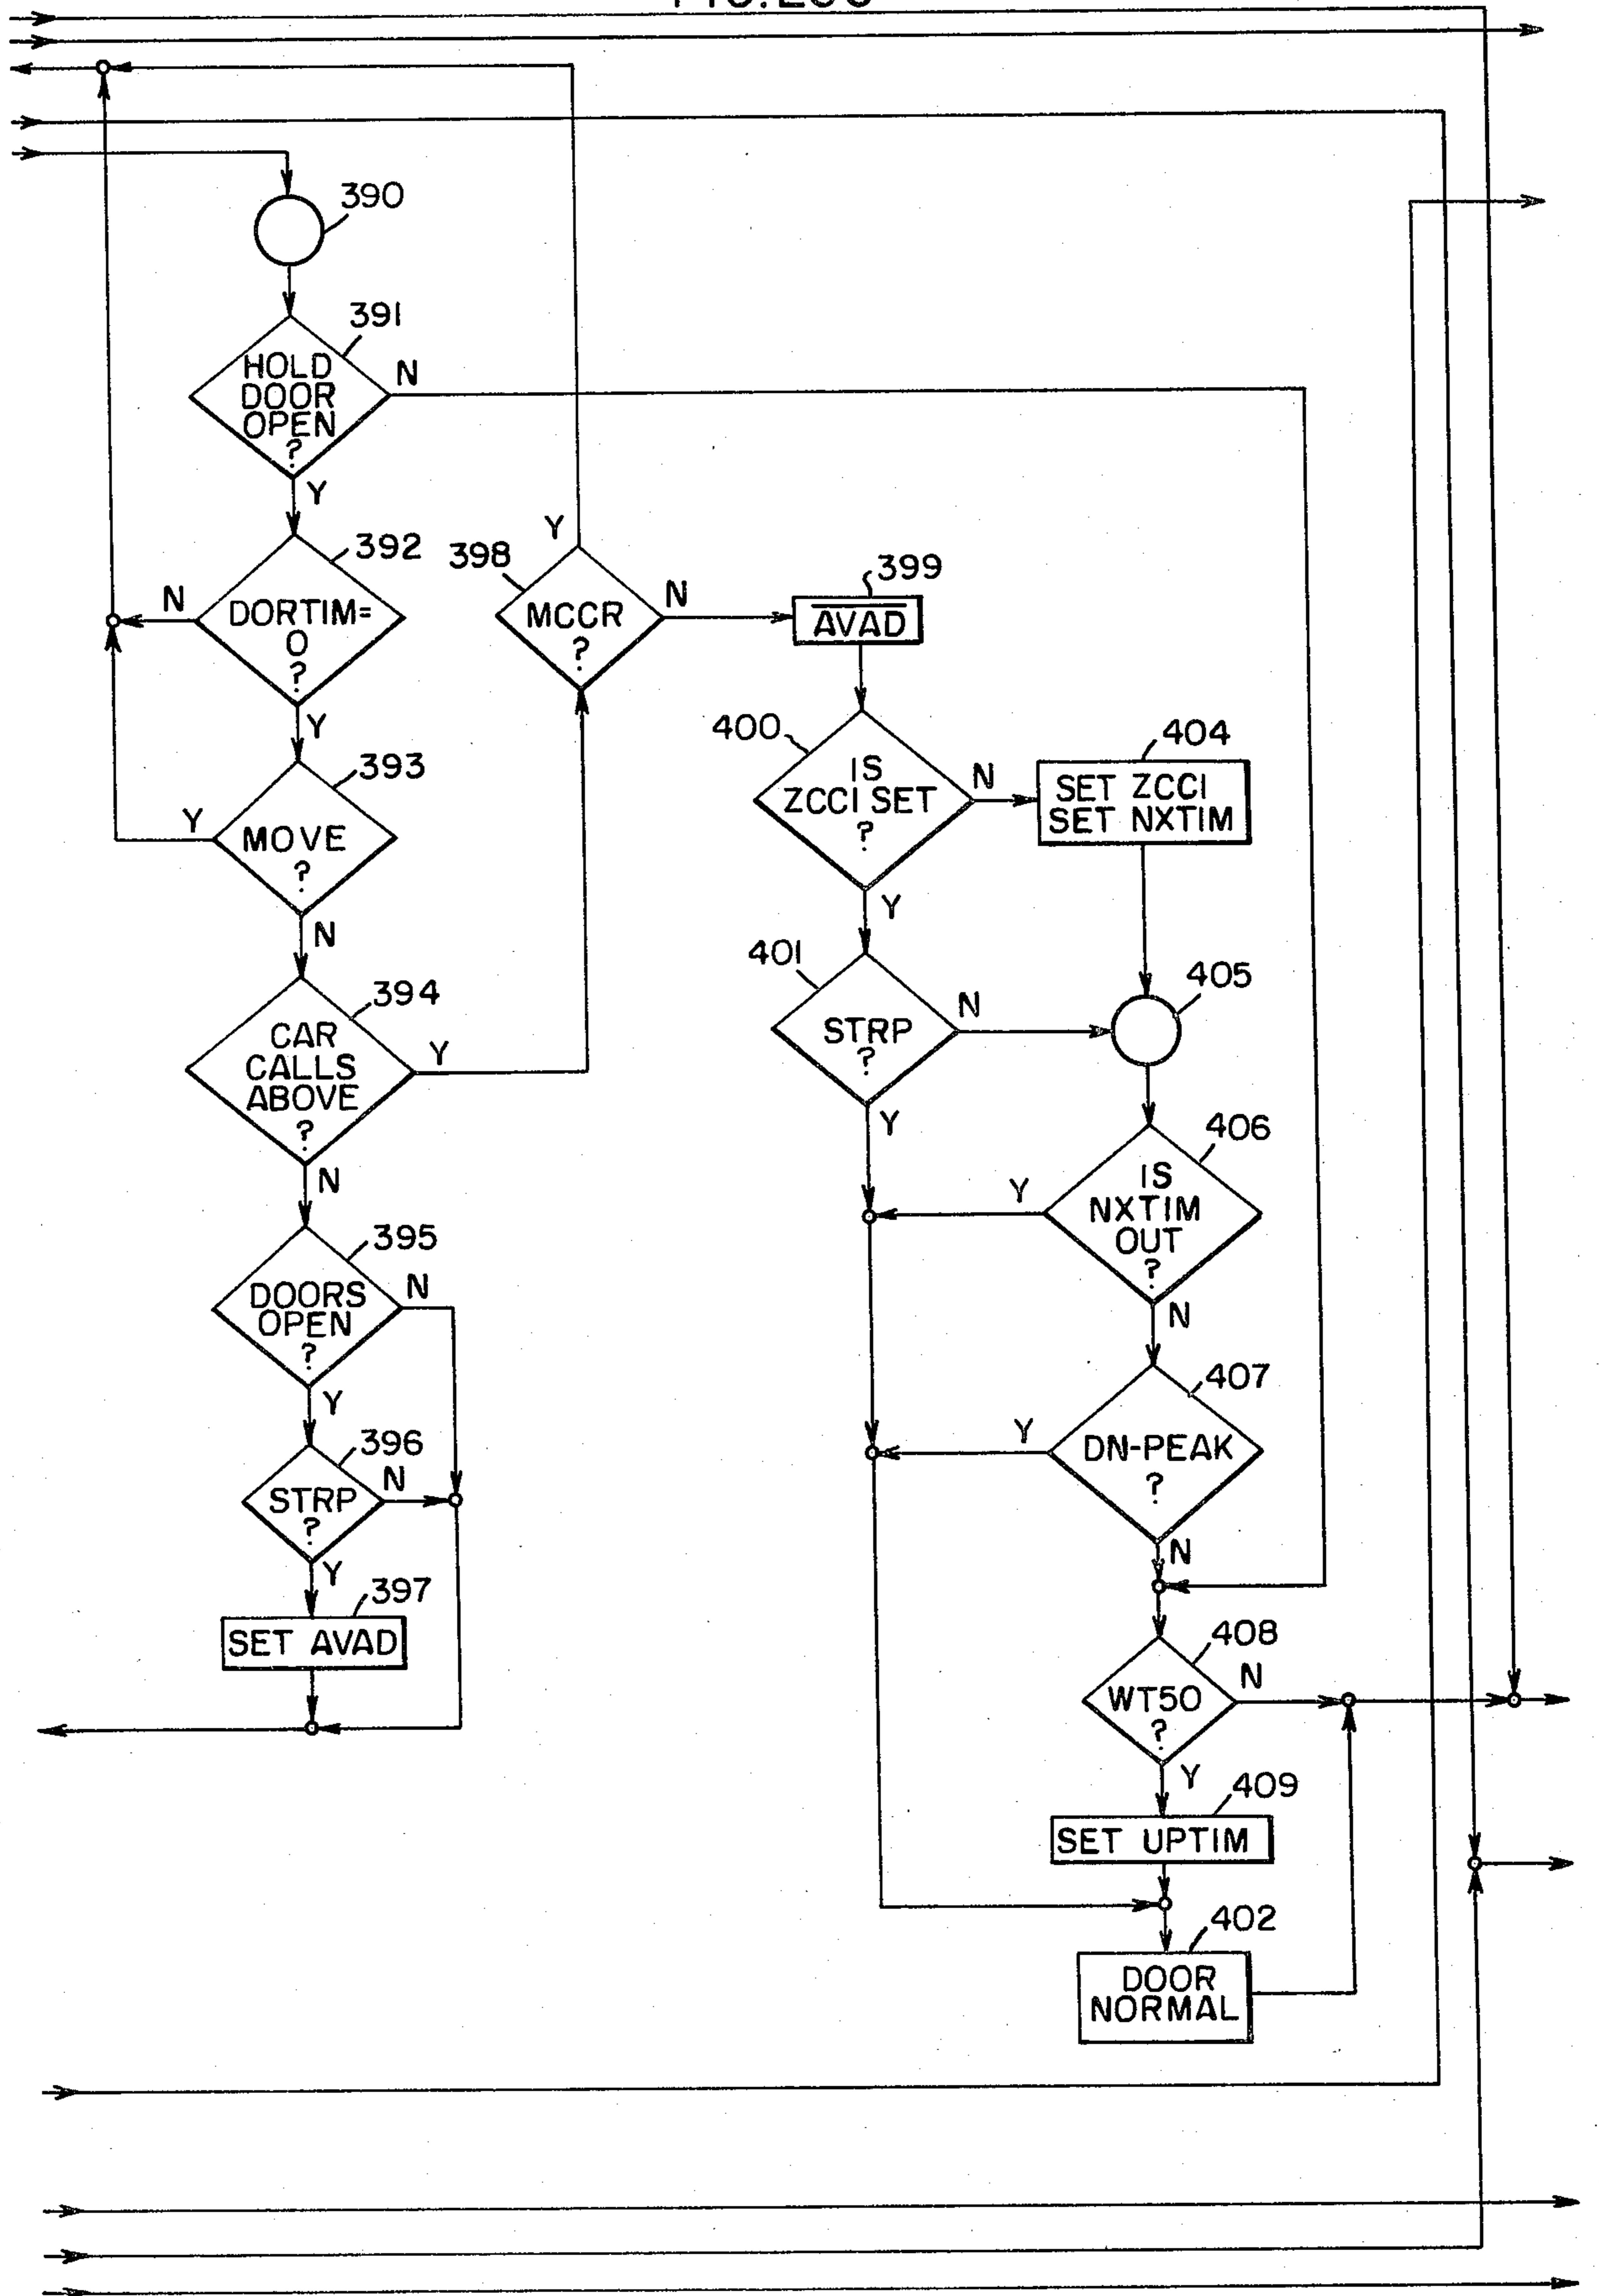 390
391
HOLD
DOOR
OPEN
?
N
Y
392
DORTIM=
0
?
N
Y
393
MOVE
?
Y
N
394
CAR
CALLS
ABOVE
?
Y
N
395
DOORS
OPEN
?
N
Y
396
STRP
?
N
Y
397
SET AVAD
398
MCCR
?
Y
N
399
AVAD
400
IS
ZCCI SET
?
N
Y
404
SET ZCCI
SET NXTIM
401
STRP
?
N
Y
405
406
IS
NXTIM
OUT
?
Y
N
407
DN-PEAK
?
Y
N
408
WT50
?
N
Y
409
SET UPTIM
402
DOOR
NORMAL